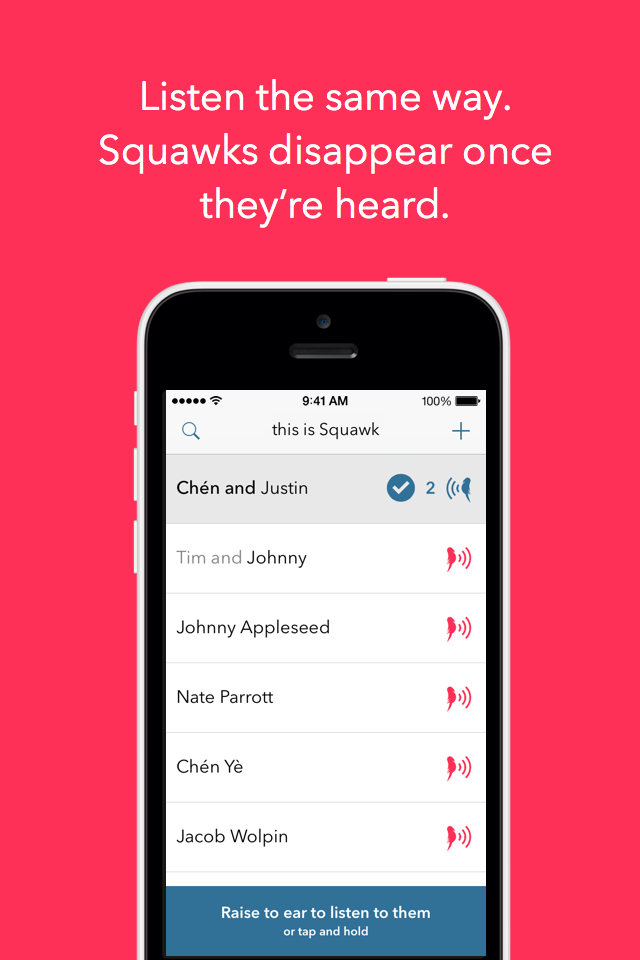 Listen the same way.
Squawks disappear once
they're heard.
9:41 AM 100%
this is Squawk
Chén and Justin 2
Tim and Johnny
Johnny Appleseed
Nate Parrott
Chén Yè
Jacob Wolpin
Raise to ear to listen to them
or tap and hold